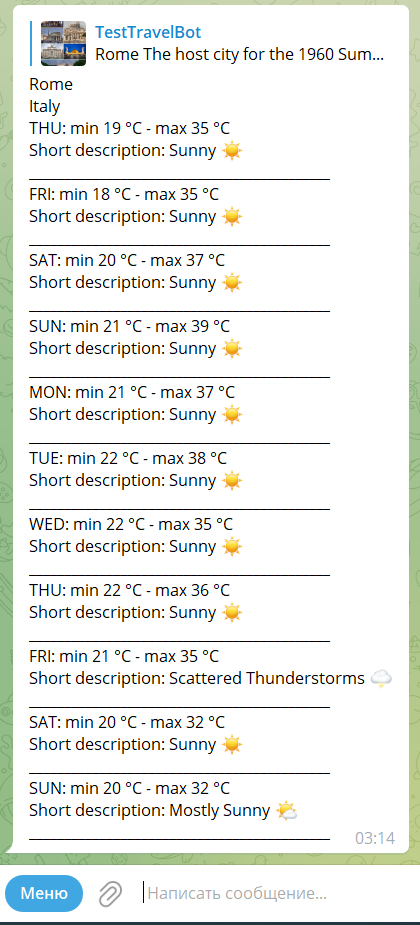 TestTravelBot
Rome The host city for the 1960 Sum...
Rome
Italy
THU: min 19 °C - max 35 °C
Short description: Sunny ☀️
FRI: min 18 °C - max 35 °C
Short description: Sunny ☀️
SAT: min 20 °C - max 37 °C
Short description: Sunny ☀️
SUN: min 21 °C - max 39 °C
Short description: Sunny ☀️
MON: min 21 °C - max 37 °C
Short description: Sunny ☀️
TUE: min 22 °C - max 38 °C
Short description: Sunny ☀️
WED: min 22 °C - max 35 °C
Short description: Sunny ☀️
THU: min 22 °C - max 36 °C
Short description: Sunny ☀️
FRI: min 21 °C - max 35 °C
Short description: Scattered Thunderstorms 🌩️
SAT: min 20 °C - max 32 °C
Short description: Sunny ☀️
SUN: min 20 °C - max 32 °C
Short description: Mostly Sunny 🌤️
03:14
Меню
Написать сообщение...